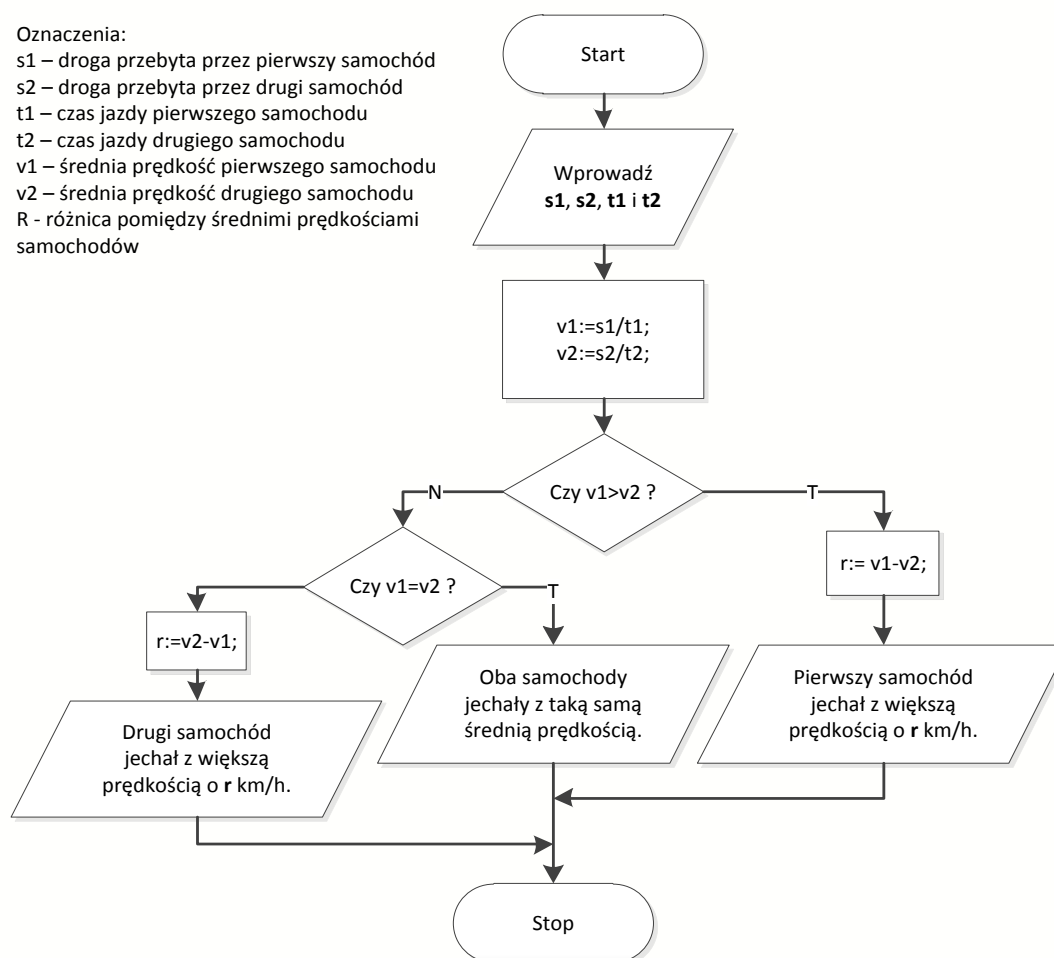 Oznaczenia:
s1 – droga przebyta przez pierwszy samochód
s2 – droga przebyta przez drugi samochód
t1 – czas jazdy pierwszego samochodu
t2 – czas jazdy drugiego samochodu
v1 – średnia prędkość pierwszego samochodu
v2 – średnia prędkość drugiego samochodu
R - różnica pomiędzy średnimi prędkościami
samochodów
Start
Wprowadź
s1, s2, t1 i t2
v1:=s1/t1;
v2:=s2/t2;
Czy v1>v2 ?
N
T
Czy v1=v2 ?
T
r:= v1-v2;
r:=v2-v1;
Oba samochody
jechały z taką samą
średnią prędkością.
Pierwszy samochód
jechał z większą
prędkością o r km/h.
Drugi samochód
jechał z większą
prędkością o r km/h.
Stop